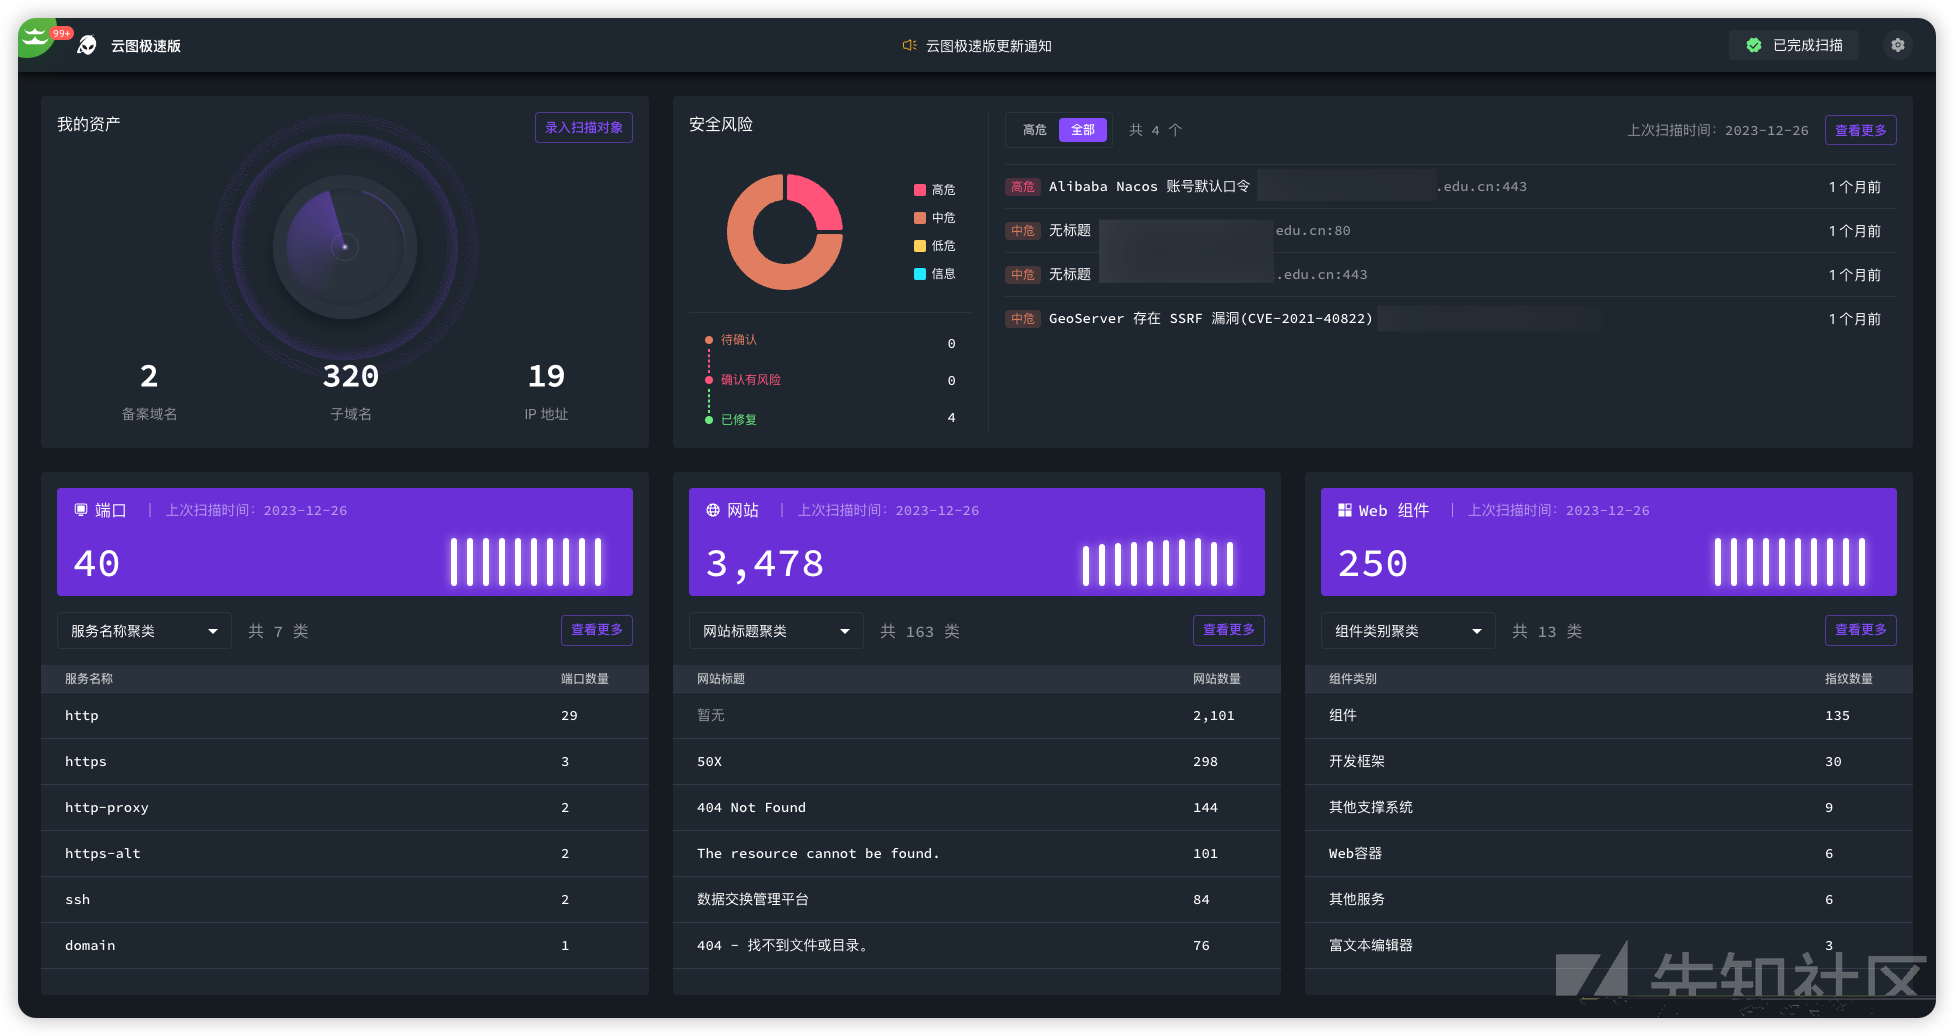 99+
云图极速版
云图极速版更新通知
已完成扫描
我的资产
录入扫描对象
2
备案域名
320
子域名
19
IP 地址
安全风险
高危
中危
低危
信息
待确认 0
确认有风险 0
已修复 4
高危 全部 共 4 个
上次扫描时间: 2023-12-26
查看更多
高危 Alibaba Nacos 账号默认口令 .edu.cn:443 1个月前
中危 无标题 edu.cn:80 1个月前
中危 无标题 .edu.cn:443 1个月前
中危 GeoServer 存在 SSRF 漏洞(CVE-2021-40822) 1个月前
端口 | 上次扫描时间: 2023-12-26
40
服务名称聚类 共 7 类 查看更多
服务名称 端口数量
http 29
https 3
http-proxy 2
https-alt 2
ssh 2
domain 1
网站 | 上次扫描时间: 2023-12-26
3,478
网站标题聚类 共 163 类 查看更多
网站标题 网站数量
暂无 2,101
50X 298
404 Not Found 144
The resource cannot be found. 101
数据交换管理平台 84
404 - 找不到文件或目录。 76
Web 组件 | 上次扫描时间: 2023-12-26
250
组件类别聚类 共 13 类 查看更多
组件类别 指纹数量
组件 135
开发框架 30
其他支撑系统 9
Web容器 6
其他服务 6
富文本编辑器 3
先知社区